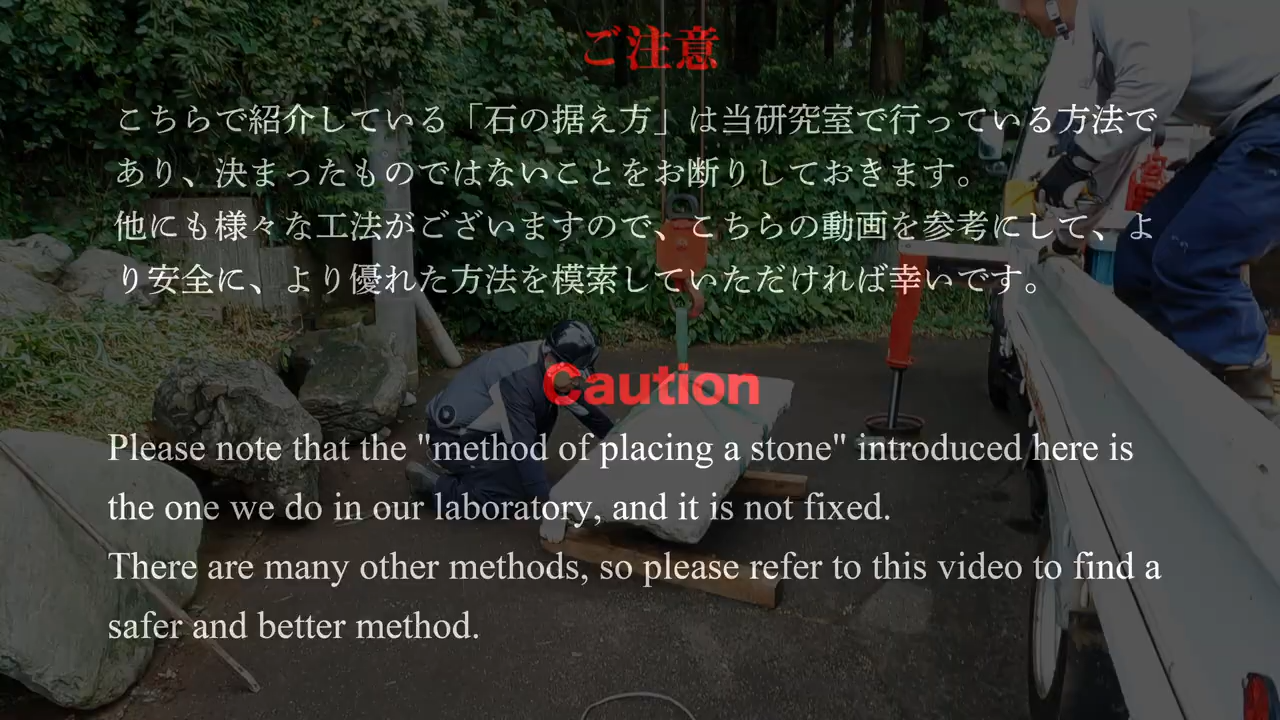 ご注意
こちらで紹介している「石の据え方」は当研究室で行っている方法で
あり、決まったものではないことをお断りしておきます。
他にも様々な工法がございますので、こちらの動画を参考にして、よ
り安全に、より優れた方法を模索していただければ幸いです。
Caution
Please note that the "method of placing a stone" introduced here is
the one we do in our laboratory, and it is not fixed.
There are many other methods, so please refer to this video to find a
safer and better method.